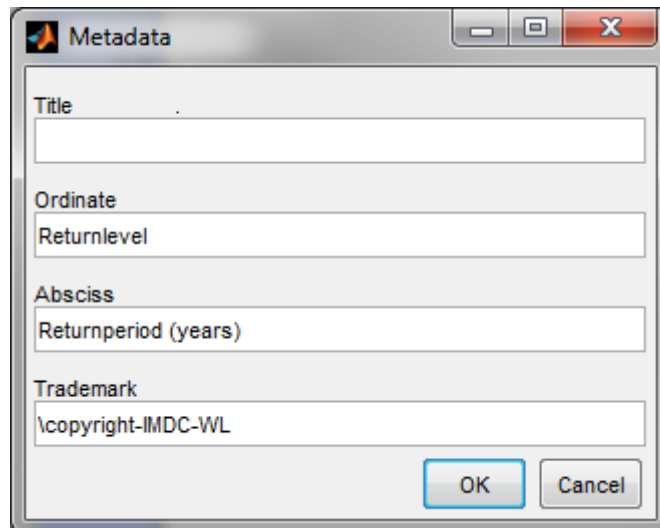 Metadata
Title .
Ordinate
Returnlevel
Absciss
Returnperiod (years)
Trademark
\copyright-IMDC-WL
OK Cancel